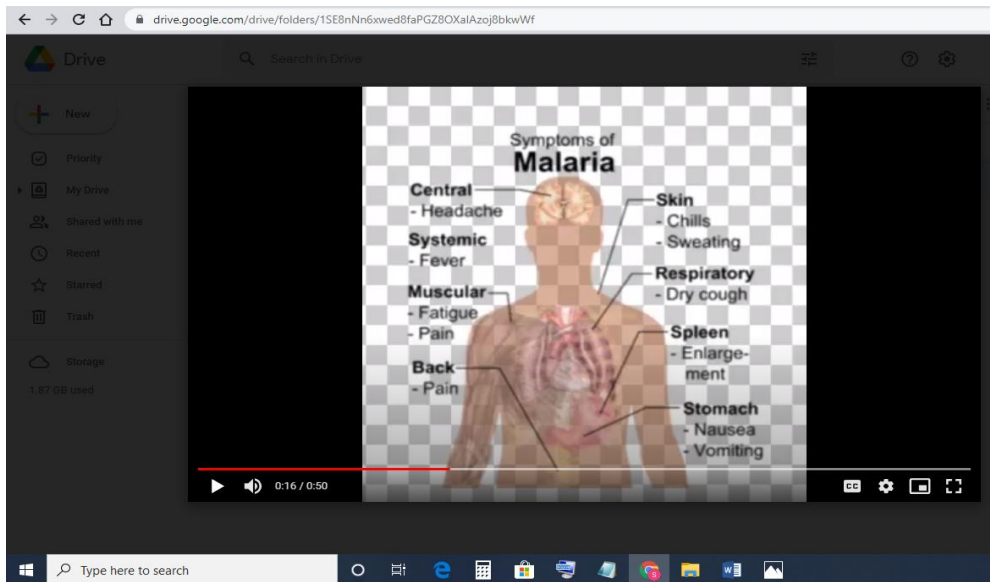 drive.google.com/drive/folders/1SE8nNn6xwed8faPGZ8OXalAzoj8bkwWf
Drive
Search in Drive
New
Priority
My Drive
Shared with me
Recent
Starred
Trash
Storage
1.87 GB used
Symptoms of
Malaria
Central
- Headache
Systemic
- Fever
Muscular
- Fatigue
- Pain
Back
- Pain
Skin
- Chills
- Sweating
Respiratory
- Dry cough
Spleen
- Enlarge-
ment
Stomach
- Nausea
- Vomiting
0:16 / 0:50
CC
Type here to search